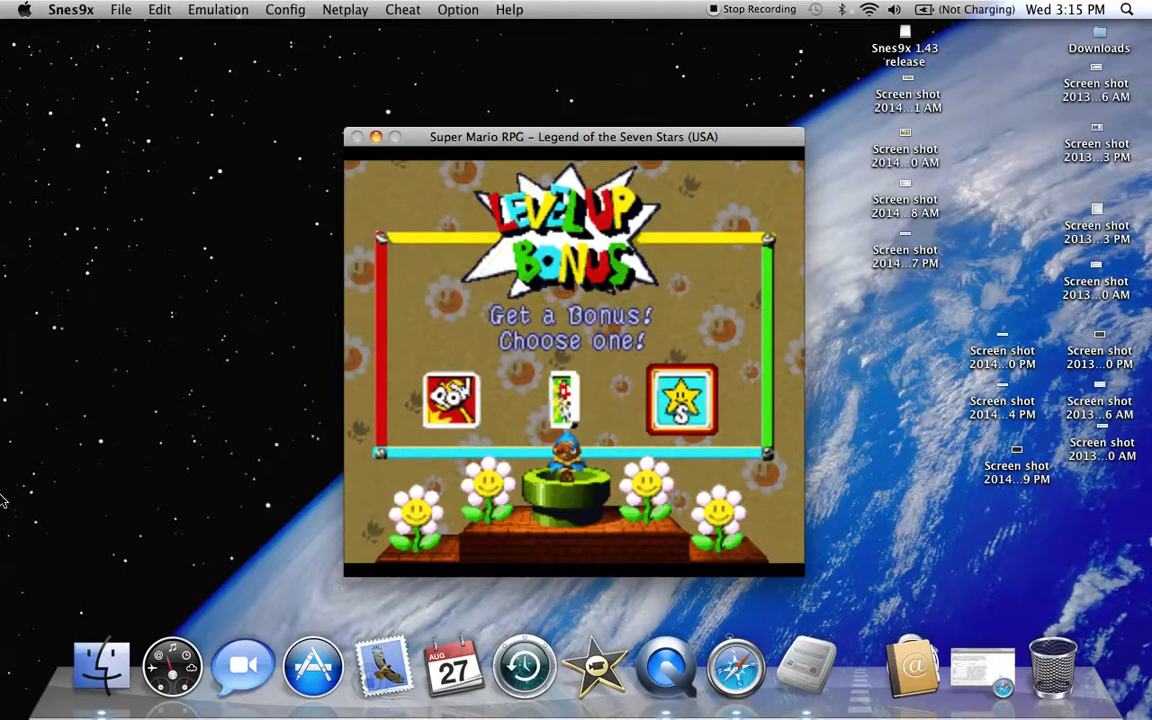 Snes9x File Edit Emulation Config Netplay Cheat Option Help Stop Recording (Not Charging) Wed 3:15 PM
Snes9x 1.43
release
Downloads
Screen shot
2014...1 AM
Screen shot
2013...6 AM
Screen shot
2014...0 AM
Screen shot
2013...3 PM
Screen shot
2014...8 AM
Screen shot
2013...3 PM
Screen shot
2014...7 PM
Screen shot
2013...0 AM
Screen shot
2014...0 PM
Screen shot
2013...0 PM
Screen shot
2014...4 PM
Screen shot
2013...6 AM
Screen shot
2014...9 PM
Screen shot
2013...0 AM
Super Mario RPG – Legend of the Seven Stars (USA)
LEVEL UP
BONUS
Get a Bonus!
Choose one!
POW
S
AUG
27
@